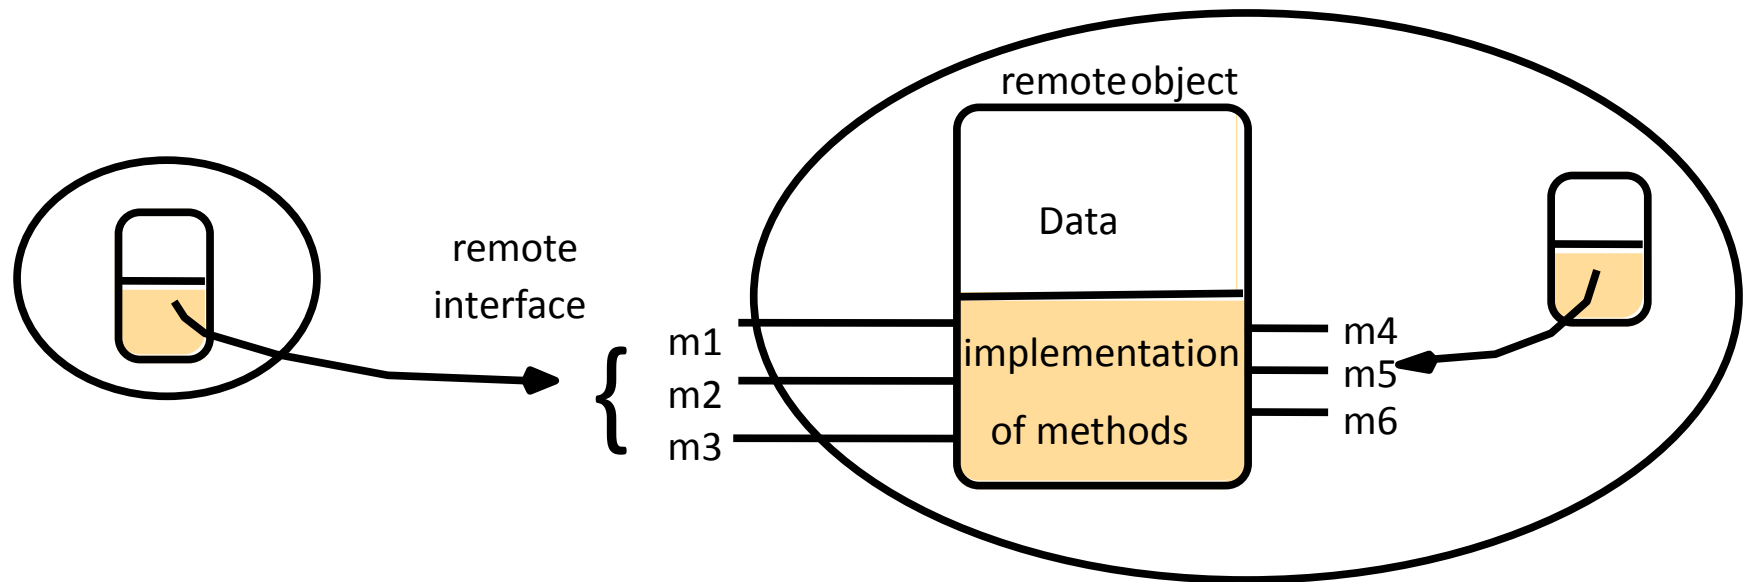 remote object
Data
remote
interface
{
m1
m2
m3
implementation
of methods
m4
m5
m6